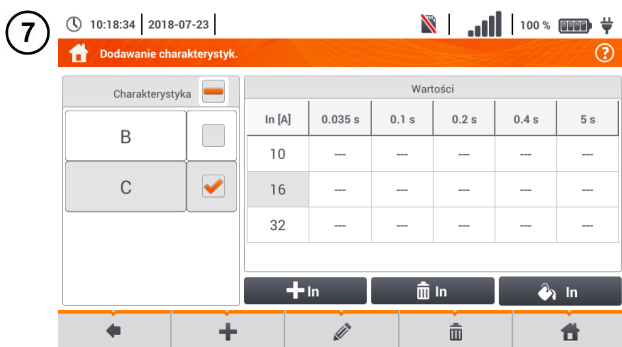 7
10:18:34 2018-07-23 100 %
Dodawanie charakterystyk. ?
Charakterystyka Wartości
In [A] 0.035 s 0.1 s 0.2 s 0.4 s 5 s
B
10 --- --- --- --- ---
C
16 --- --- --- --- ---
32 --- --- --- --- ---
In In In